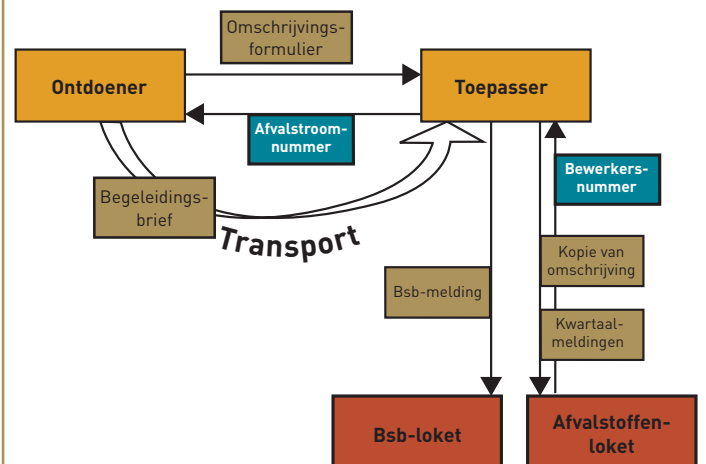 Omschrijvings-
formulier
Ontdoener
Toepasser
Afvalstroom-
nummer
Begeleidings-
brief
Transport
Bewerkers-
nummer
Kopie van
omschrijving
Bsb-melding
Kwartaal-
meldingen
Bsb-loket
Afvalstoffen-
loket